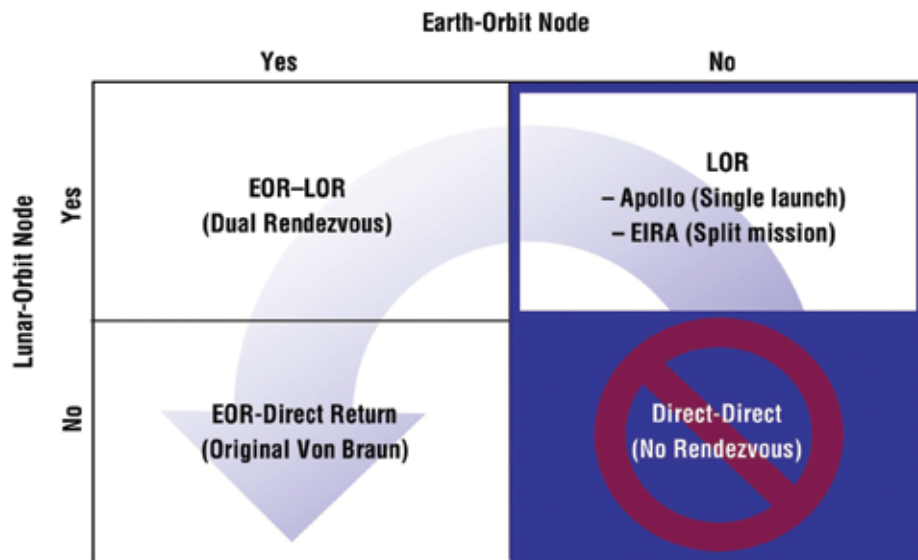 Earth-Orbit Node
Yes
No
Lunar-Orbit Node
Yes
EOR–LOR
(Dual Rendezvous)
LOR
– Apollo (Single launch)
– EIRA (Split mission)
No
EOR-Direct Return
(Original Von Braun)
Direct-Direct
(No Rendezvous)